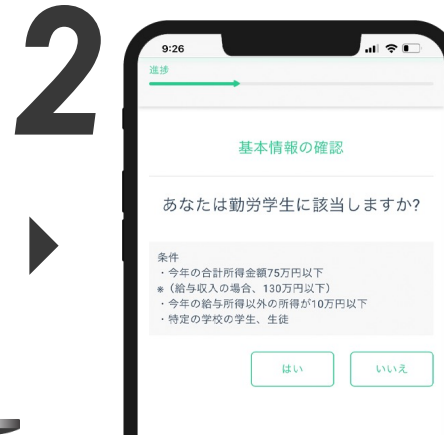 2
9:26
進捗
基本情報の確認
あなたは勤労学生に該当しますか?
条件
・今年の合計所得金額75万円以下
※(給与収入の場合、130万円以下)
・今年の給与所得以外の所得が10万円以下
・特定の学校の学生、生徒
はい
いいえ